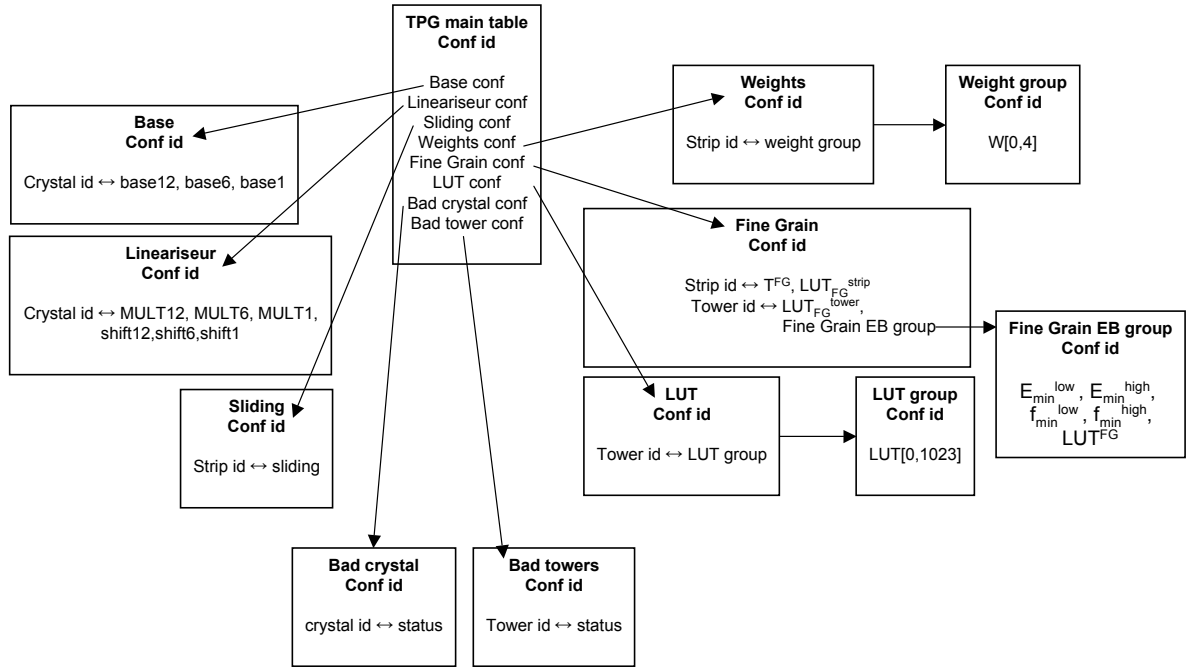 TPG main table
Conf id
Base conf
Lineariseur conf
Sliding conf
Weights conf
Fine Grain conf
LUT conf
Bad crystal conf
Bad tower conf
Base
Conf id
Crystal id ↔ base12, base6, base1
Lineariseur
Conf id
Crystal id ↔ MULT12, MULT6, MULT1,
shift12,shift6,shift1
Sliding
Conf id
Strip id ↔ sliding
Bad crystal
Conf id
crystal id ↔ status
Bad towers
Conf id
Tower id ↔ status
Weights
Conf id
Strip id ↔ weight group
Weight group
Conf id
W[0,4]
Fine Grain
Conf id
Strip id ↔ T^FG, LUT_FG^strip
Tower id ↔ LUT_FG^tower,
Fine Grain EB group
Fine Grain EB group
Conf id
E_min^low, E_min^high,
f_min^low, f_min^high,
LUT^FG
LUT
Conf id
Tower id ↔ LUT group
LUT group
Conf id
LUT[0,1023]